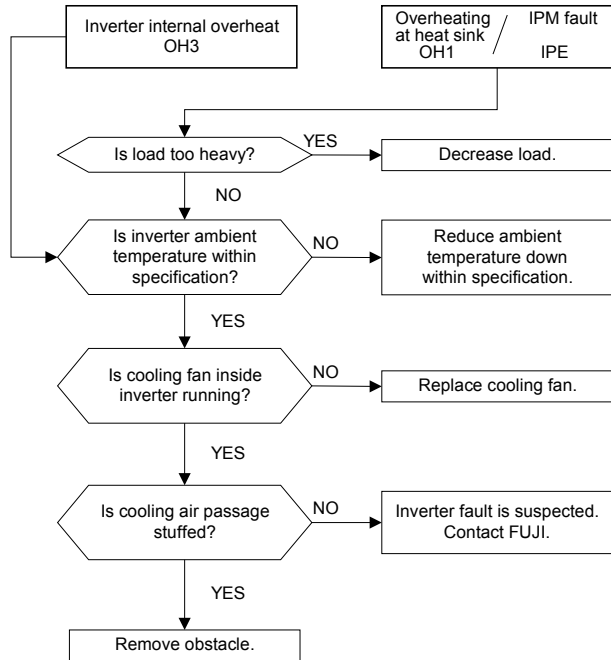 Inverter internal overheat
OH3
Overheating
at heat sink
OH1
/
IPM fault
IPE
Is load too heavy?
YES
Decrease load.
NO
Is inverter ambient
temperature within
specification?
NO
Reduce ambient
temperature down
within specification.
YES
Is cooling fan inside
inverter running?
NO
Replace cooling fan.
YES
Is cooling air passage
stuffed?
NO
Inverter fault is suspected.
Contact FUJI.
YES
Remove obstacle.